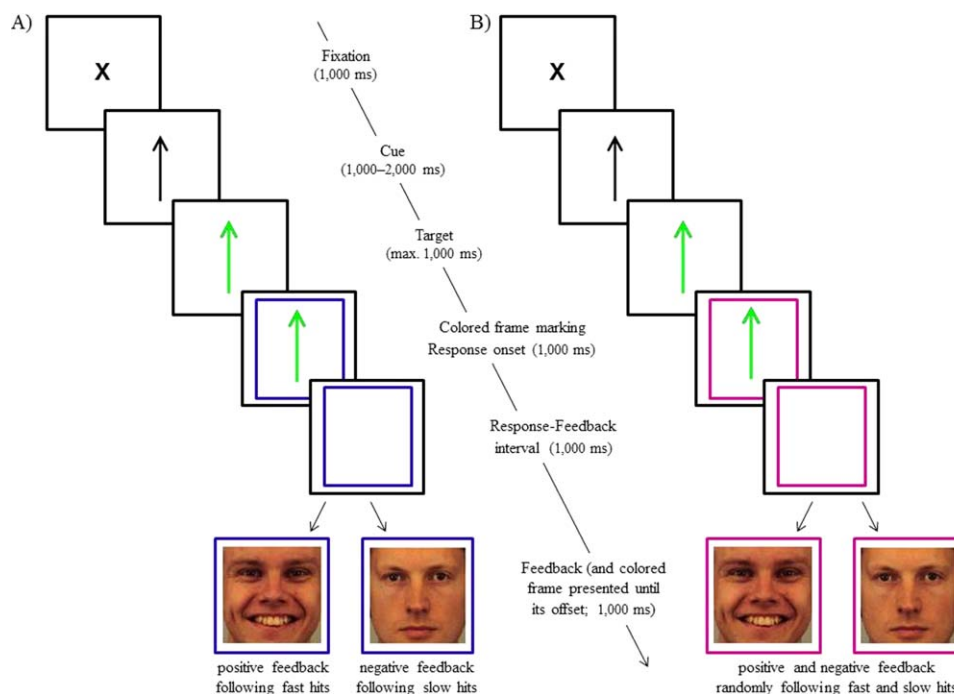 A)
B)
X
X
Fixation
(1,000 ms)
Cue
(1,000–2,000 ms)
Target
(max. 1,000 ms)
Colored frame marking
Response onset (1,000 ms)
Response-Feedback
interval (1,000 ms)
Feedback (and colored
frame presented until
its offset; 1,000 ms)
positive feedback
following fast hits
negative feedback
following slow hits
positive and negative feedback
randomly following fast and slow hits